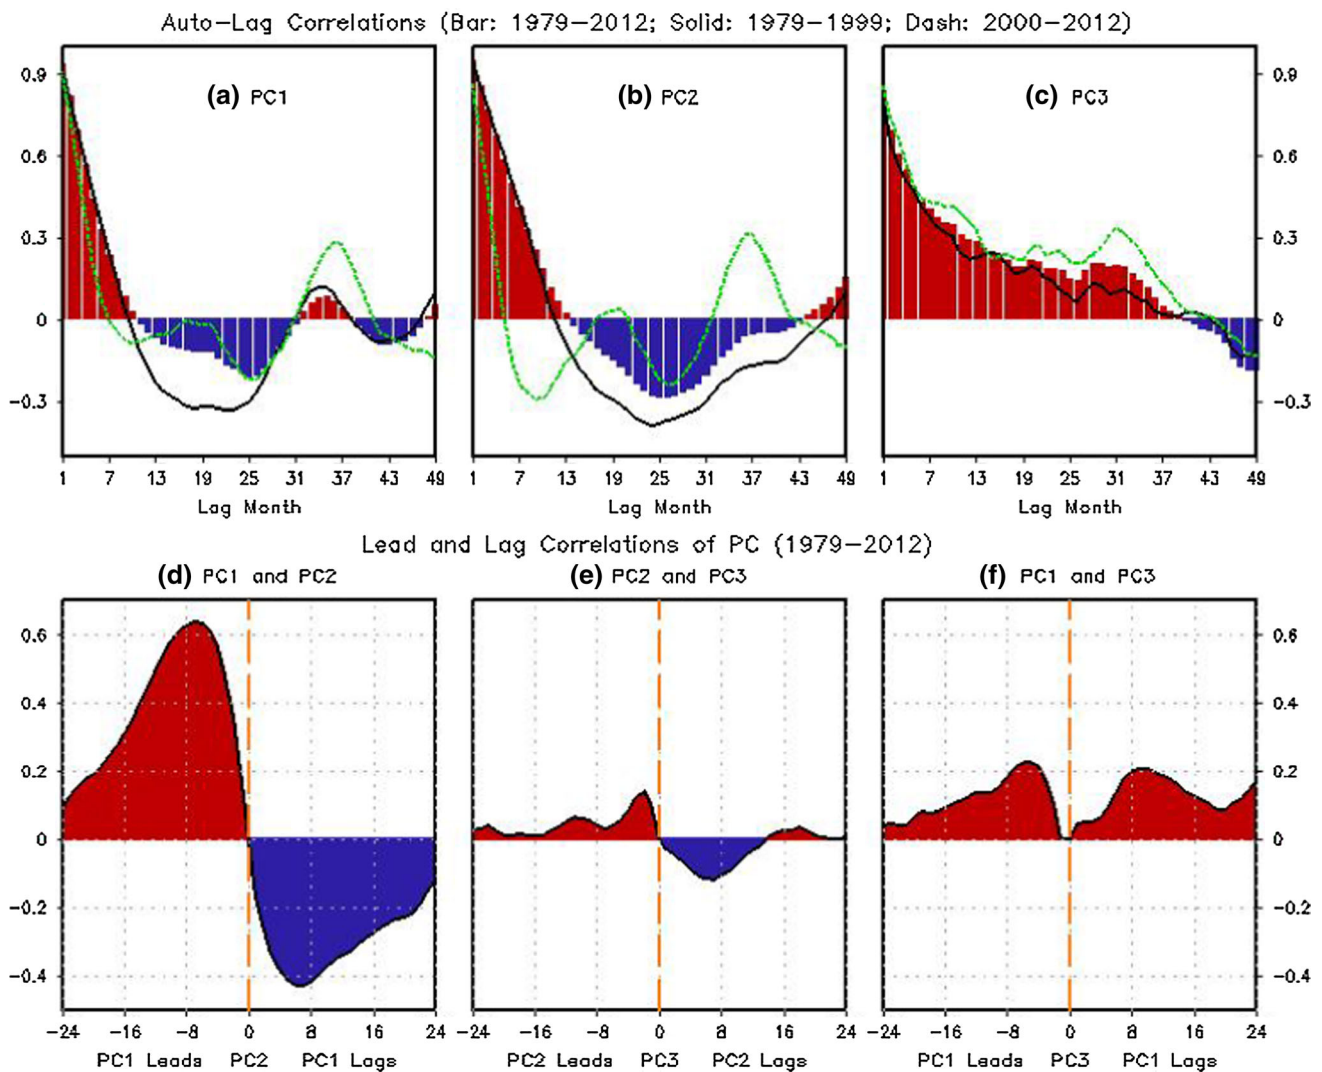 Auto-Lag Correlations (Bar: 1979-2012; Solid: 1979-1999; Dash: 2000-2012)
(a) PC1
(b) PC2
(c) PC3
0.9
0.6
0.3
0
-0.3
0.9
0.6
0.3
0
-0.3
1 7 13 19 25 31 37 43 49
1 7 13 19 25 31 37 43 49
1 7 13 19 25 31 37 43 49
Lag Month
Lag Month
Lag Month
Lead and Lag Correlations of PC (1979-2012)
(d) PC1 and PC2
(e) PC2 and PC3
(f) PC1 and PC3
0.6
0.4
0.2
0
-0.2
-0.4
0.6
0.4
0.2
0
-0.2
-0.4
-24 -16 -8 0 8 16 24
-24 -16 -8 0 8 16 24
-24 -16 -8 0 8 16 24
PC1 Leads PC2 PC1 Lags
PC2 Leads PC3 PC2 Lags
PC1 Leads PC3 PC1 Lags